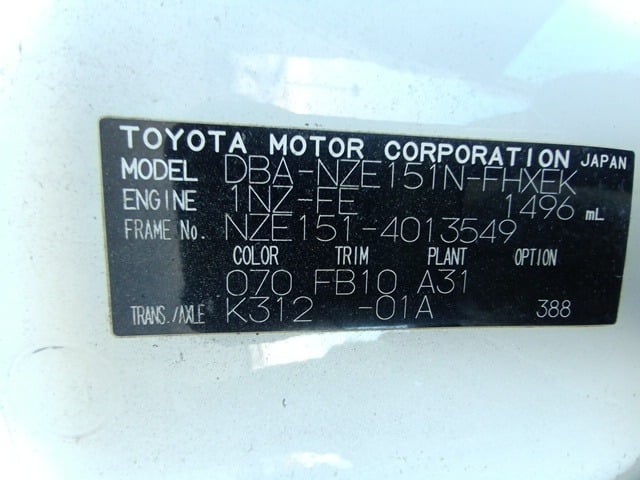 TOYOTA MOTOR CORPORATION JAPAN
MODEL DBA-NZE151N-FHXEK
ENGINE 1NZ-FE 1496 mL
FRAME No. NZE151-4013549
COLOR TRIM PLANT OPTION
070 FB10 A31
TRANS./AXLE K312 -01A 388